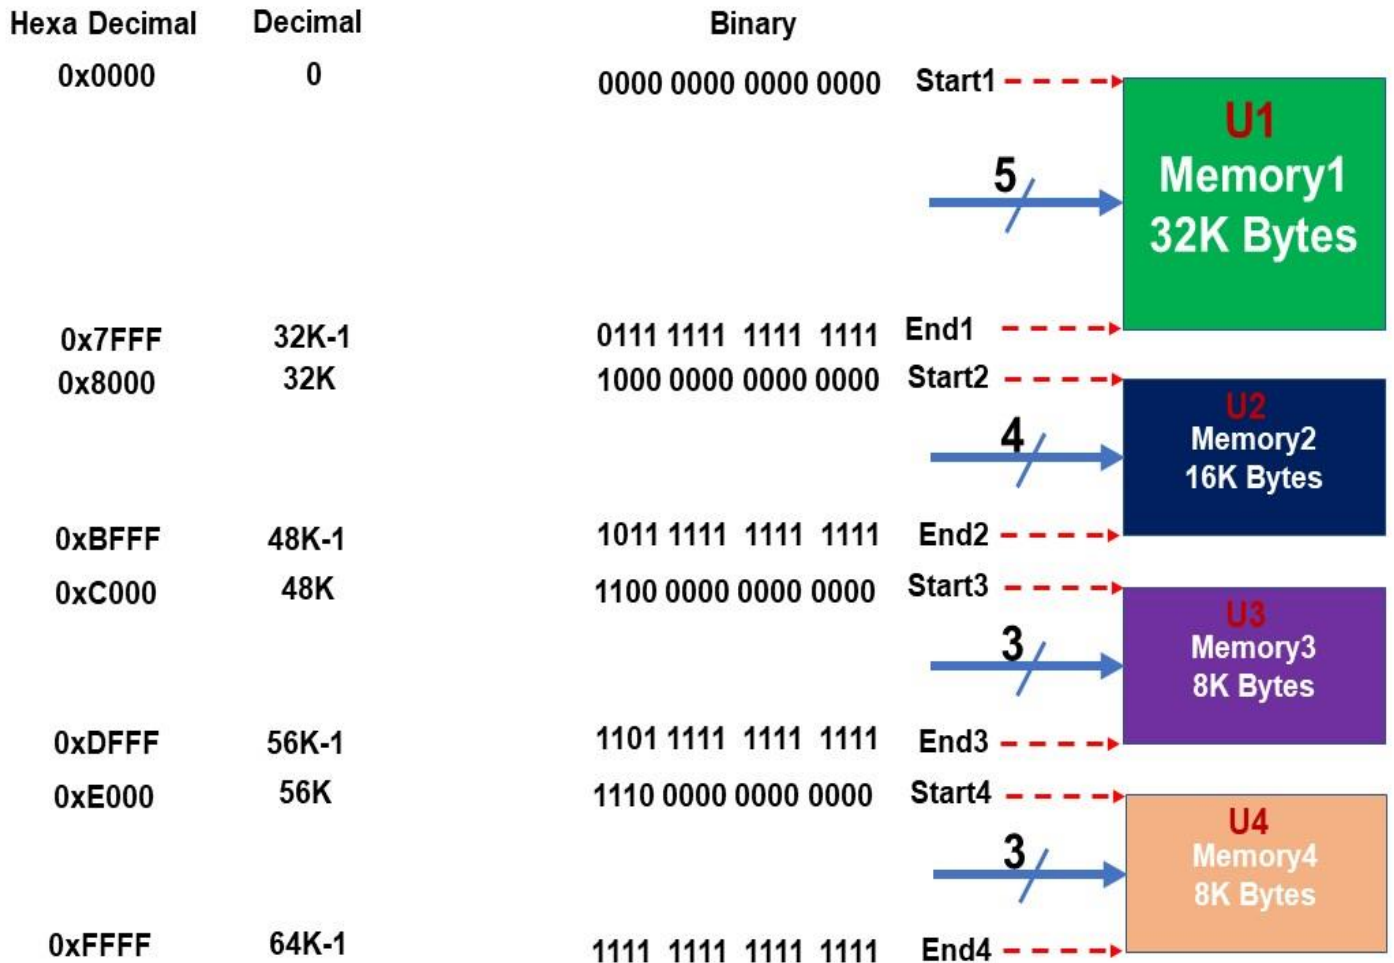 Hexa Decimal Decimal Binary
0x0000 0 0000 0000 0000 0000 Start1
U1
Memory1
32K Bytes
5
0x7FFF 32K-1 0111 1111 1111 1111 End1
0x8000 32K 1000 0000 0000 0000 Start2
U2
Memory2
16K Bytes
4
0xBFFF 48K-1 1011 1111 1111 1111 End2
0xC000 48K 1100 0000 0000 0000 Start3
U3
Memory3
8K Bytes
3
0xDFFF 56K-1 1101 1111 1111 1111 End3
0xE000 56K 1110 0000 0000 0000 Start4
U4
Memory4
8K Bytes
3
0xFFFF 64K-1 1111 1111 1111 1111 End4